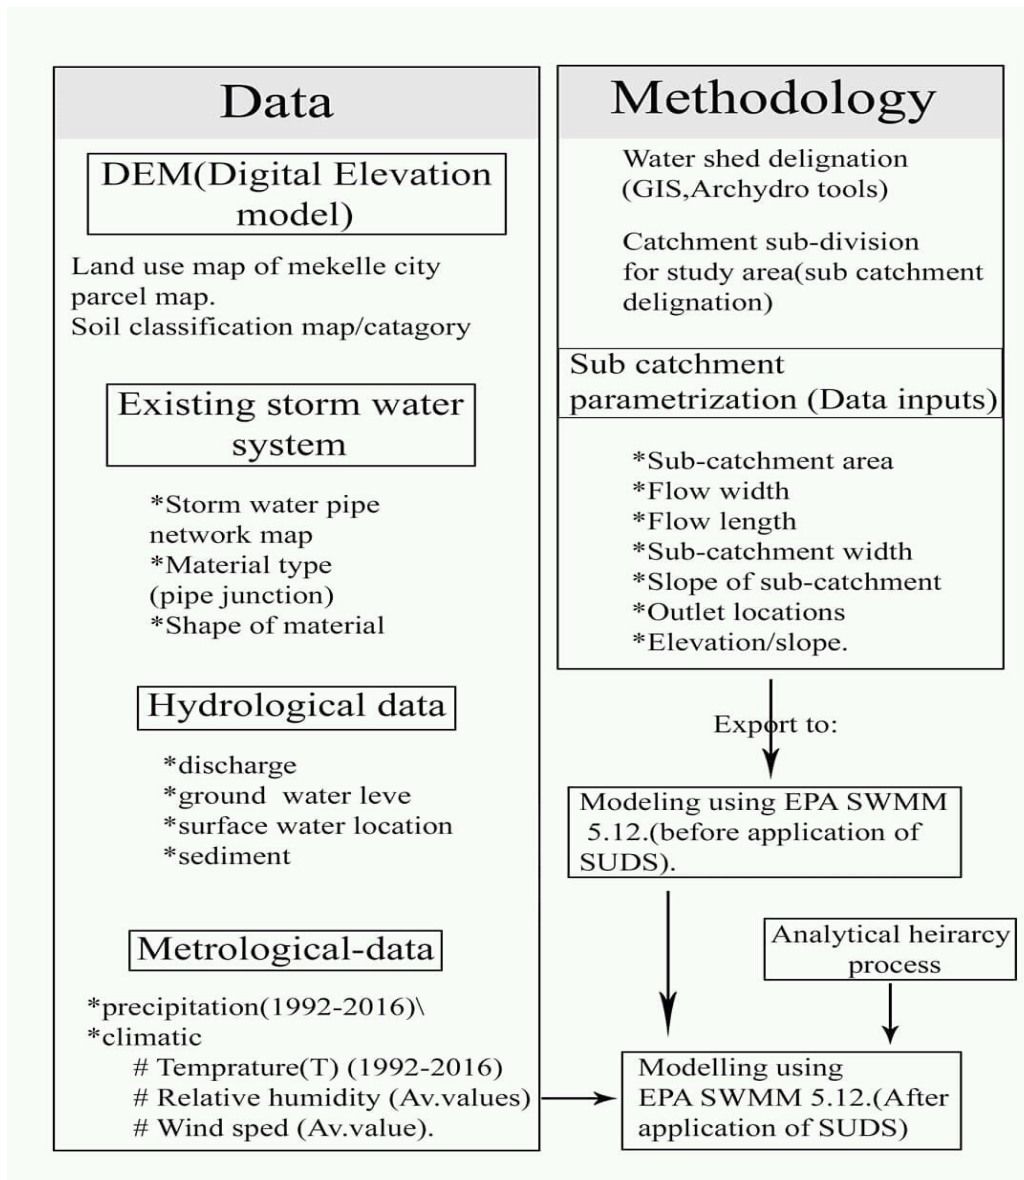 Data
DEM(Digital Elevation
model)
Land use map of mekelle city
parcel map.
Soil classification map/catagory
Existing storm water
system
*Storm water pipe
network map
*Material type
(pipe junction)
*Shape of material
Hydrological data
*discharge
*ground water leve
*surface water location
*sediment
Metrological-data
*precipitation(1992-2016)\
*climatic
# Temprature(T) (1992-2016)
# Relative humidity (Av.values)
# Wind sped (Av.value).
Methodology
Water shed delignation
(GIS,Archydro tools)
Catchment sub-division
for study area(sub catchment
delignation)
Sub catchment
parametrization (Data inputs)
*Sub-catchment area
*Flow width
*Flow length
*Sub-catchment width
*Slope of sub-catchment
*Outlet locations
*Elevation/slope.
Export to:
Modeling using EPA SWMM
5.12.(before application of
SUDS).
Analytical heirarcy
process
Modelling using
EPA SWMM 5.12.(After
application of SUDS)